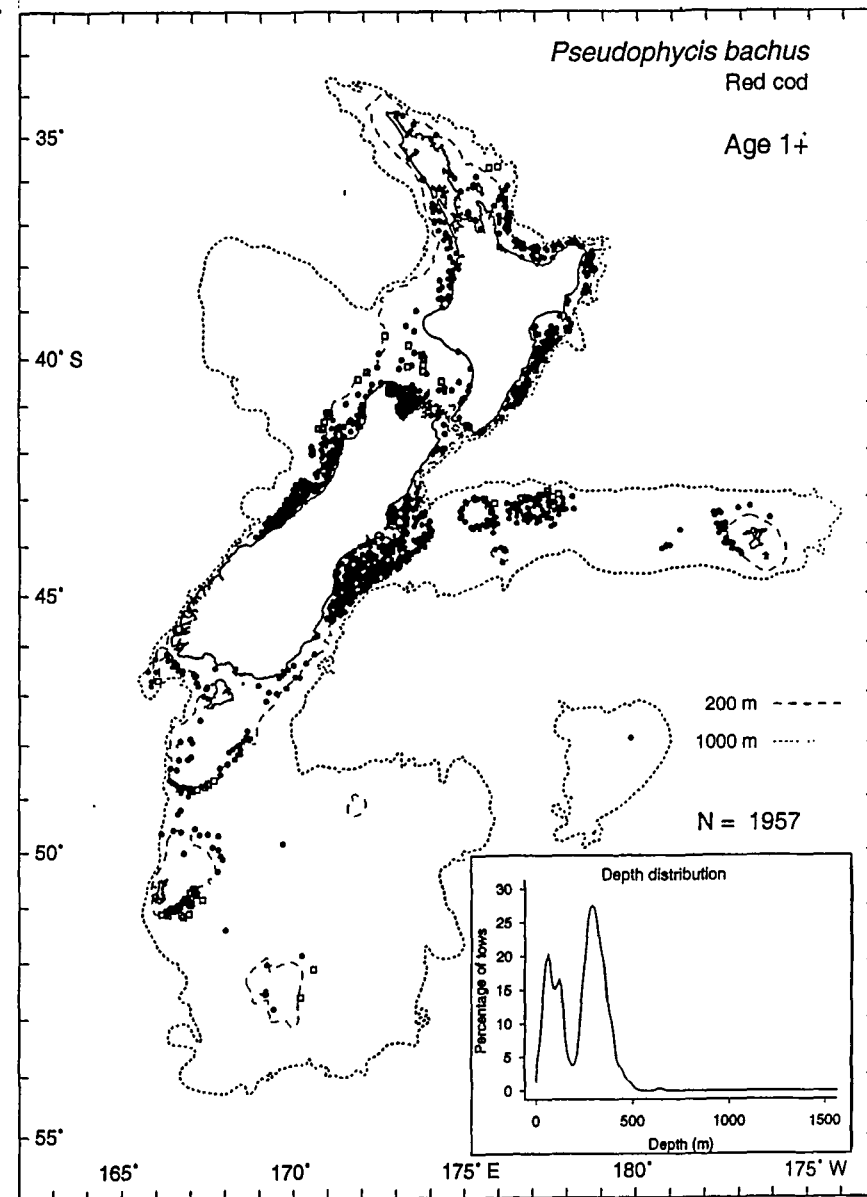 Pseudophycis bachus
Red cod
Age 1+
35°
40° S
45°
50°
55°
200 m
1000 m
N = 1957
Depth distribution
Percentage of tows
30
25
20
15
10
5
0
0 500 1000 1500
Depth (m)
165° 170° 175° E 180° 175° W